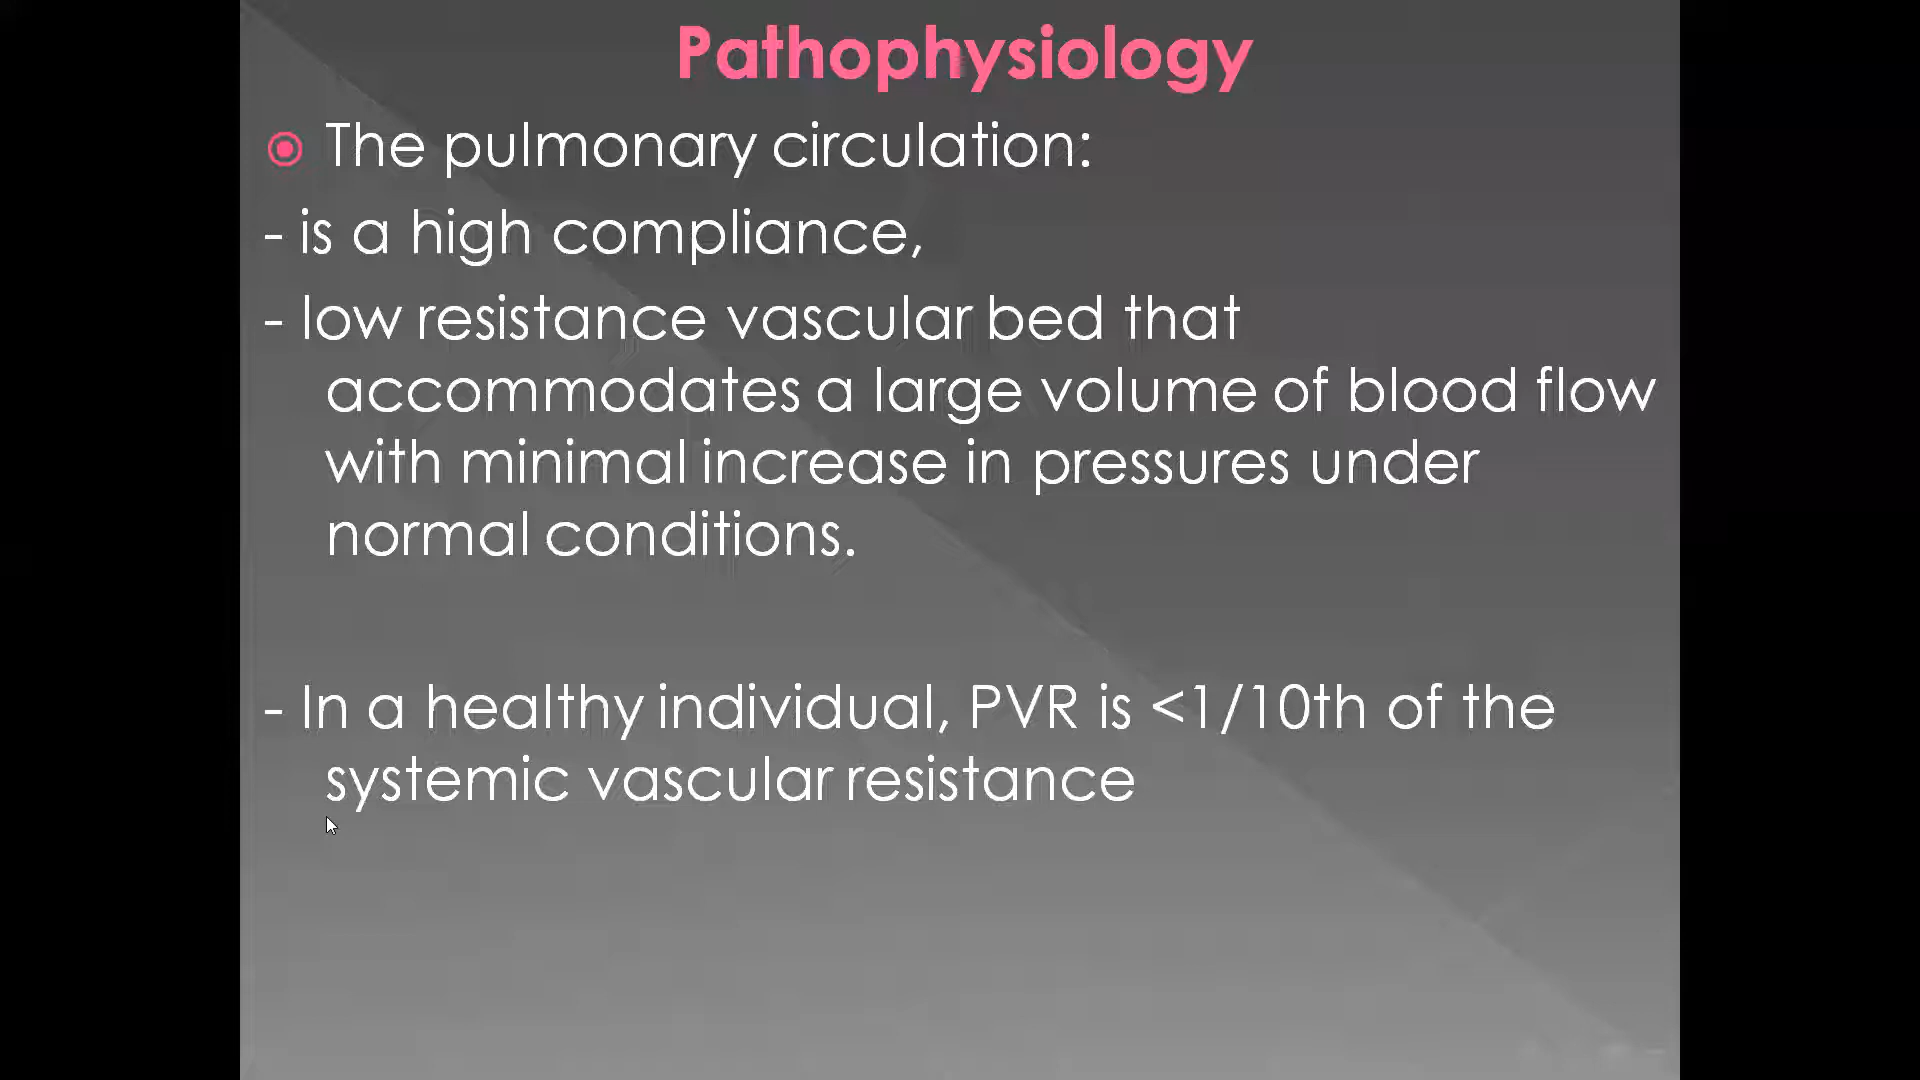 Pathophysiology
The pulmonary circulation:
- is a high compliance,
- low resistance vascular bed that
accommodates a large volume of blood flow
with minimal increase in pressures under
normal conditions.
- In a healthy individual, PVR is <1/10th of the
systemic vascular resistance